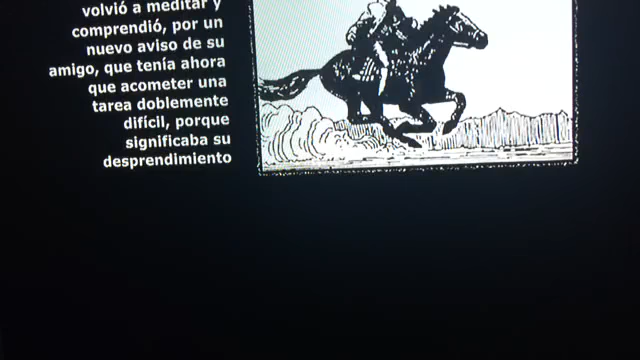 volvió a meditar y
comprendió, por un
nuevo aviso de su
amigo, que tenía ahora
que acometer una
tarea doblemente
difícil, porque
significaba su
desprendimiento